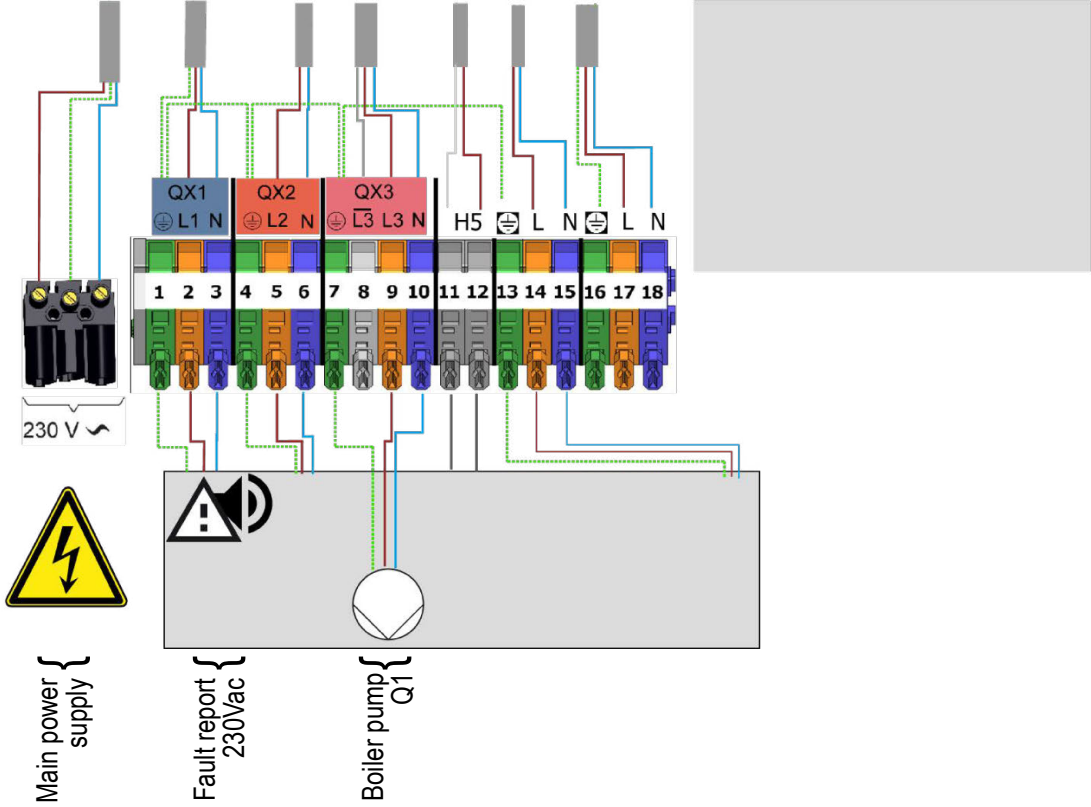 QX1 QX2 QX3
L1 N L2 N L3 L3 N H5 L N L N
1 2 3 4 5 6 7 8 9 10 11 12 13 14 15 16 17 18
230 V
Main power
supply
Fault report
230Vac
Boiler pump
Q1